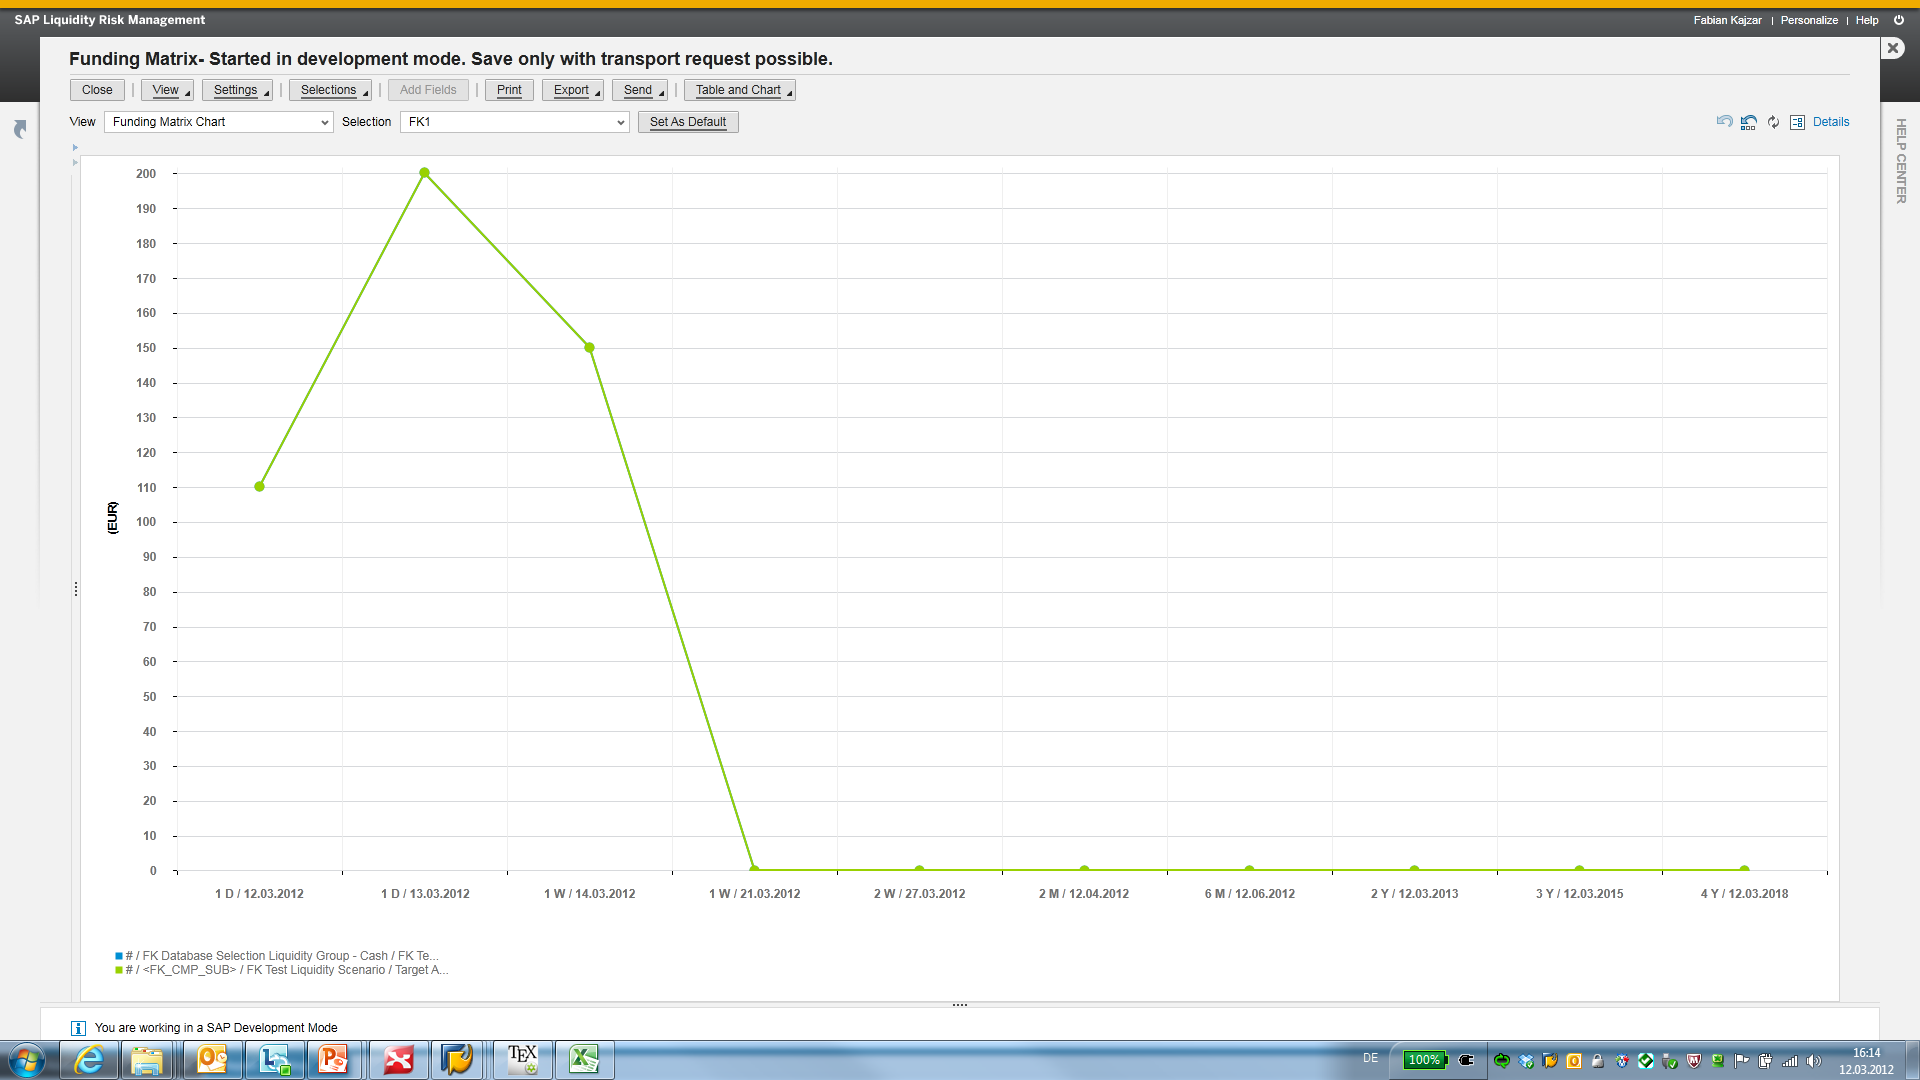 SAP Liquidity Risk Management
Fabian Kajzar | Personalize | Help
Funding Matrix- Started in development mode. Save only with transport request possible.
Close | View Settings | Selections | Add Fields | Print Export Send | Table and Chart
View Funding Matrix Chart Selection FK1 Set As Default Details
HELP CENTER
200
190
180
170
160
150
140
130
120
110
100
90
80
70
60
50
40
30
20
10
0
(EUR)
1 D / 12.03.2012 1 D / 13.03.2012 1 W / 14.03.2012 1 W / 21.03.2012 2 W / 27.03.2012 2 M / 12.04.2012 6 M / 12.06.2012 2 Y / 12.03.2013 3 Y / 12.03.2015 4 Y / 12.03.2018
# / FK Database Selection Liquidity Group - Cash / FK Te...
# / <FK_CMP_SUB> / FK Test Liquidity Scenario / Target A...
You are working in a SAP Development Mode
TEX
DE 100% 16:14
12.03.2012